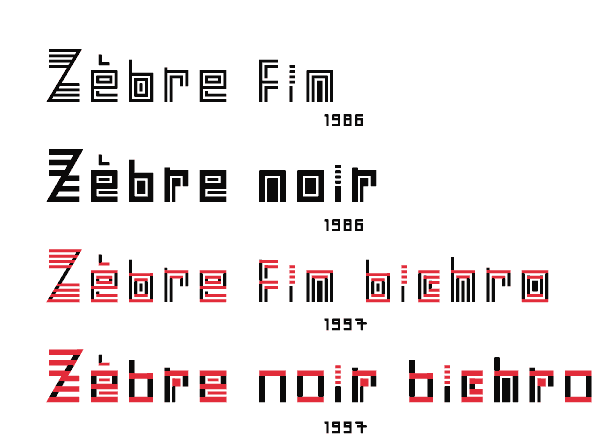 Zèbre fin
1986
Zèbre noir
1986
Zèbre fin bichro
1997
Zèbre noir bichro
1997